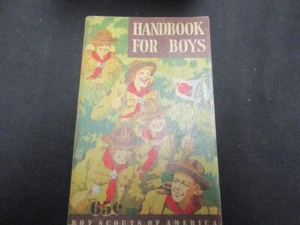 HANDBOOK
FOR BOYS
65¢
BOY SCOUTS OF AMERICA